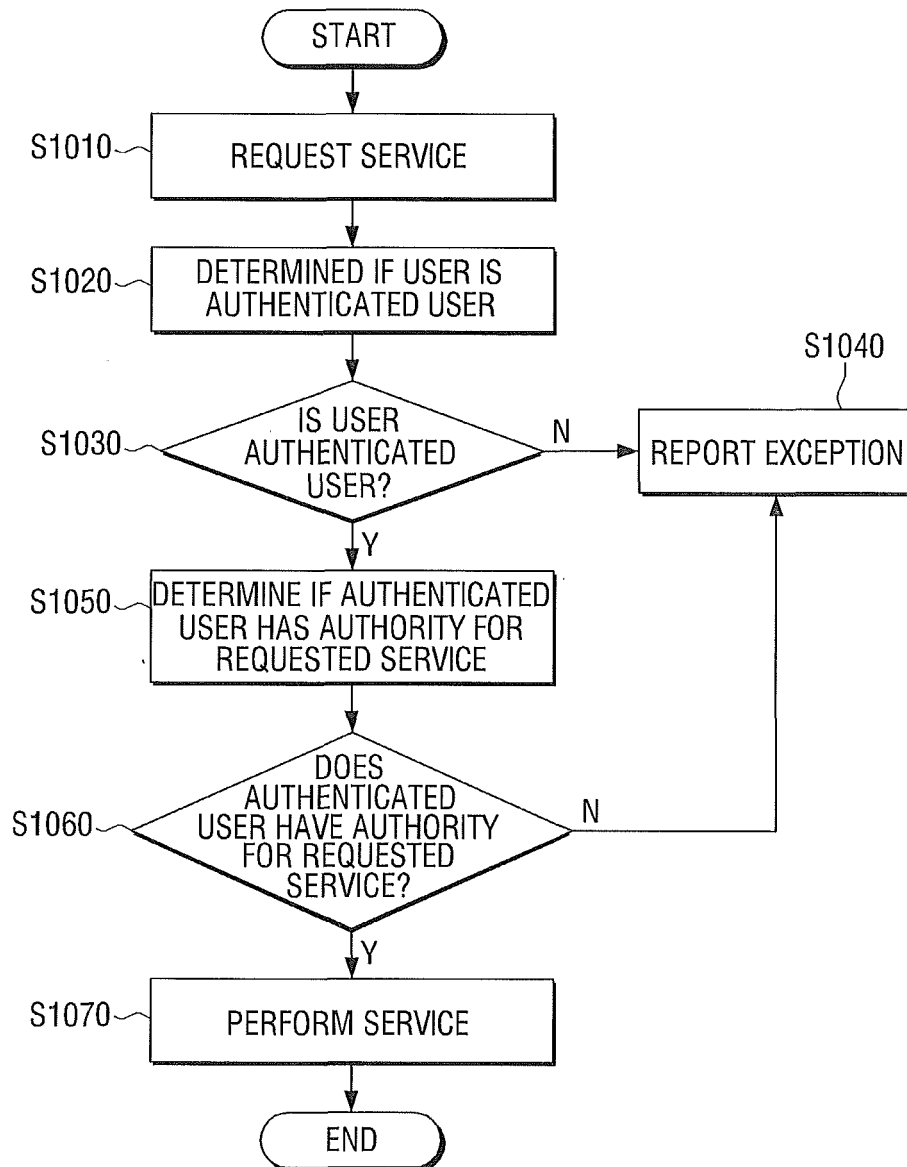 START
S1010
REQUEST SERVICE
S1020
DETERMINED IF USER IS
AUTHENTICATED USER
S1030
IS USER
AUTHENTICATED
USER?
N
S1040
REPORT EXCEPTION
Y
S1050
DETERMINE IF AUTHENTICATED
USER HAS AUTHORITY FOR
REQUESTED SERVICE
S1060
DOES
AUTHENTICATED
USER HAVE AUTHORITY
FOR REQUESTED
SERVICE?
N
Y
S1070
PERFORM SERVICE
END